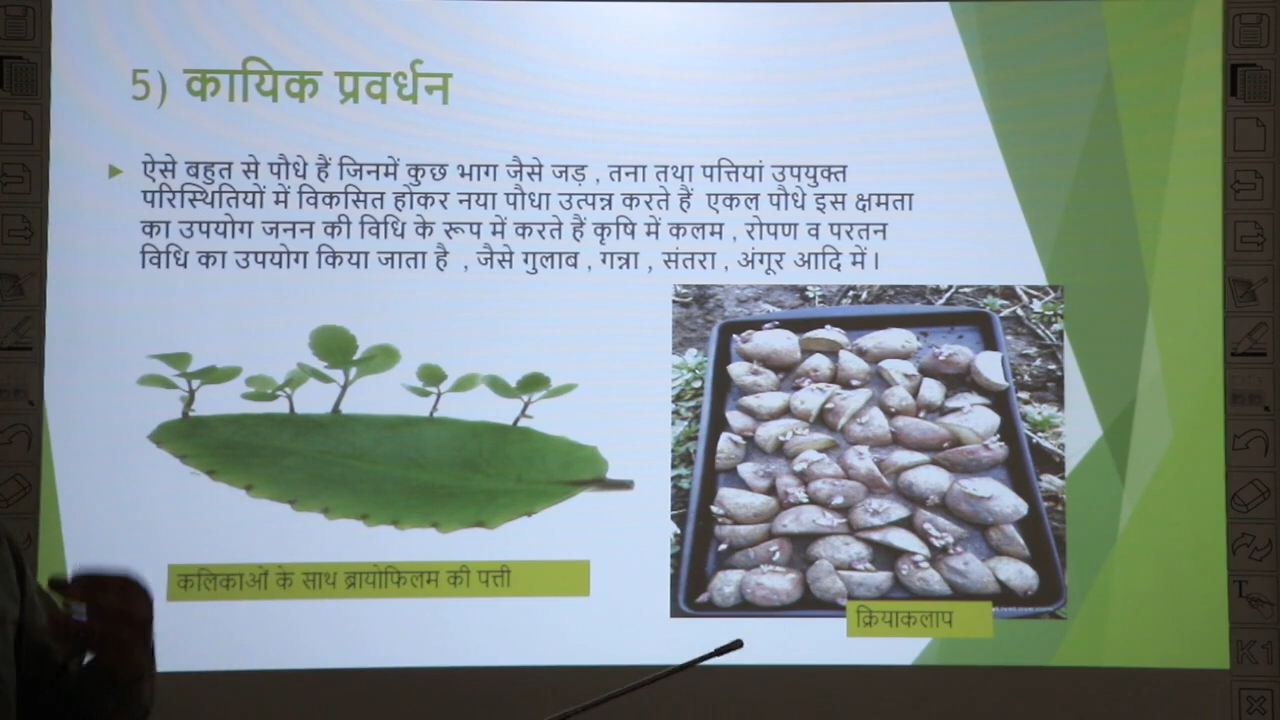 5) कायिक प्रवर्धन
ऐसे बहुत से पौधे हैं जिनमें कुछ भाग जैसे जड़ , तना तथा पत्तियां उपयुक्त
परिस्थितियों में विकसित होकर नया पौधा उत्पन्न करते हैं एकल पौधे इस क्षमता
का उपयोग जनन की विधि के रूप में करते हैं कृषि में कलम , रोपण व परतन
विधि का उपयोग किया जाता है , जैसे गुलाब , गन्ना , संतरा , अंगूर आदि में ।
कलिकाओं के साथ ब्रायोफिलम की पत्ती
क्रियाकलाप
K1